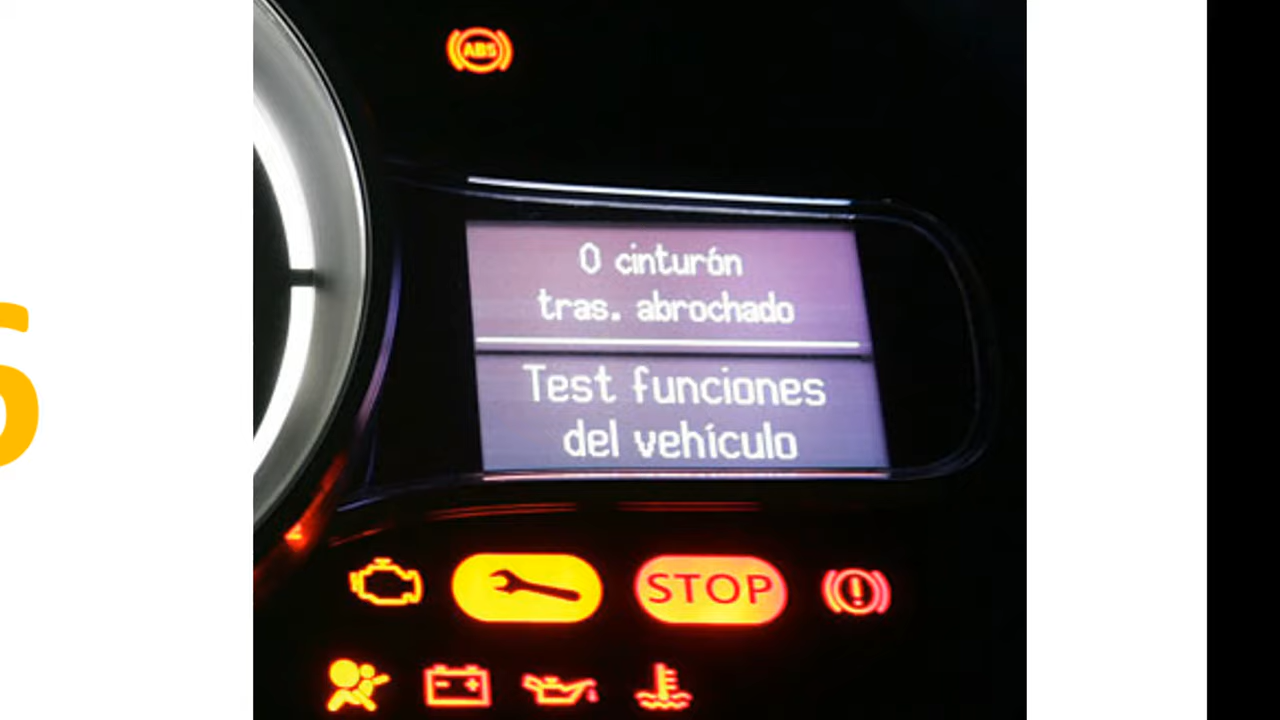 ABS
0 cinturón
tras. abrochado
Test funciones
del vehículo
STOP